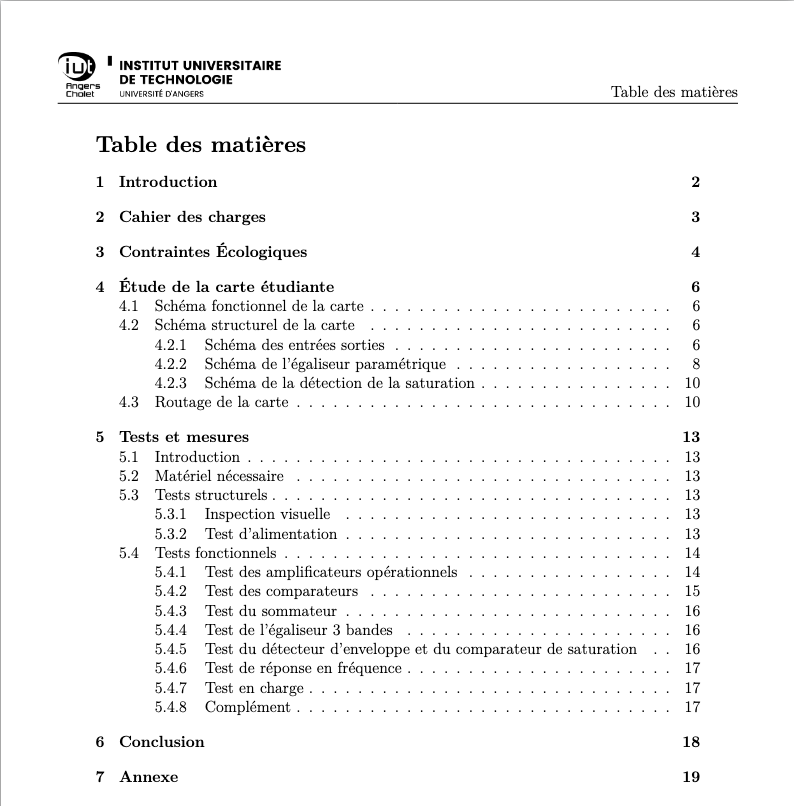 iut
Angers
Cholet
INSTITUT UNIVERSITAIRE
DE TECHNOLOGIE
UNIVERSITÉ D'ANGERS
Table des matières
Table des matières
1 Introduction 2
2 Cahier des charges 3
3 Contraintes Écologiques 4
4 Étude de la carte étudiante 6
4.1 Schéma fonctionnel de la carte . . . . . . . . . . . . . . . . . . . . . . . . . 6
4.2 Schéma structurel de la carte . . . . . . . . . . . . . . . . . . . . . . . . . 6
4.2.1 Schéma des entrées sorties . . . . . . . . . . . . . . . . . . . . . . . 6
4.2.2 Schéma de l'égaliseur paramétrique . . . . . . . . . . . . . . . . . . 8
4.2.3 Schéma de la détection de la saturation . . . . . . . . . . . . . . . . 10
4.3 Routage de la carte . . . . . . . . . . . . . . . . . . . . . . . . . . . . . . . 10
5 Tests et mesures 13
5.1 Introduction . . . . . . . . . . . . . . . . . . . . . . . . . . . . . . . . . . . 13
5.2 Matériel nécessaire . . . . . . . . . . . . . . . . . . . . . . . . . . . . . . . 13
5.3 Tests structurels . . . . . . . . . . . . . . . . . . . . . . . . . . . . . . . . . 13
5.3.1 Inspection visuelle . . . . . . . . . . . . . . . . . . . . . . . . . . . 13
5.3.2 Test d'alimentation . . . . . . . . . . . . . . . . . . . . . . . . . . . 13
5.4 Tests fonctionnels . . . . . . . . . . . . . . . . . . . . . . . . . . . . . . . . 14
5.4.1 Test des amplificateurs opérationnels . . . . . . . . . . . . . . . . . 14
5.4.2 Test des comparateurs . . . . . . . . . . . . . . . . . . . . . . . . . 15
5.4.3 Test du sommateur . . . . . . . . . . . . . . . . . . . . . . . . . . . 16
5.4.4 Test de l'égaliseur 3 bandes . . . . . . . . . . . . . . . . . . . . . . 16
5.4.5 Test du détecteur d'enveloppe et du comparateur de saturation . . 16
5.4.6 Test de réponse en fréquence . . . . . . . . . . . . . . . . . . . . . . 17
5.4.7 Test en charge . . . . . . . . . . . . . . . . . . . . . . . . . . . . . . 17
5.4.8 Complément . . . . . . . . . . . . . . . . . . . . . . . . . . . . . . . 17
6 Conclusion 18
7 Annexe 19